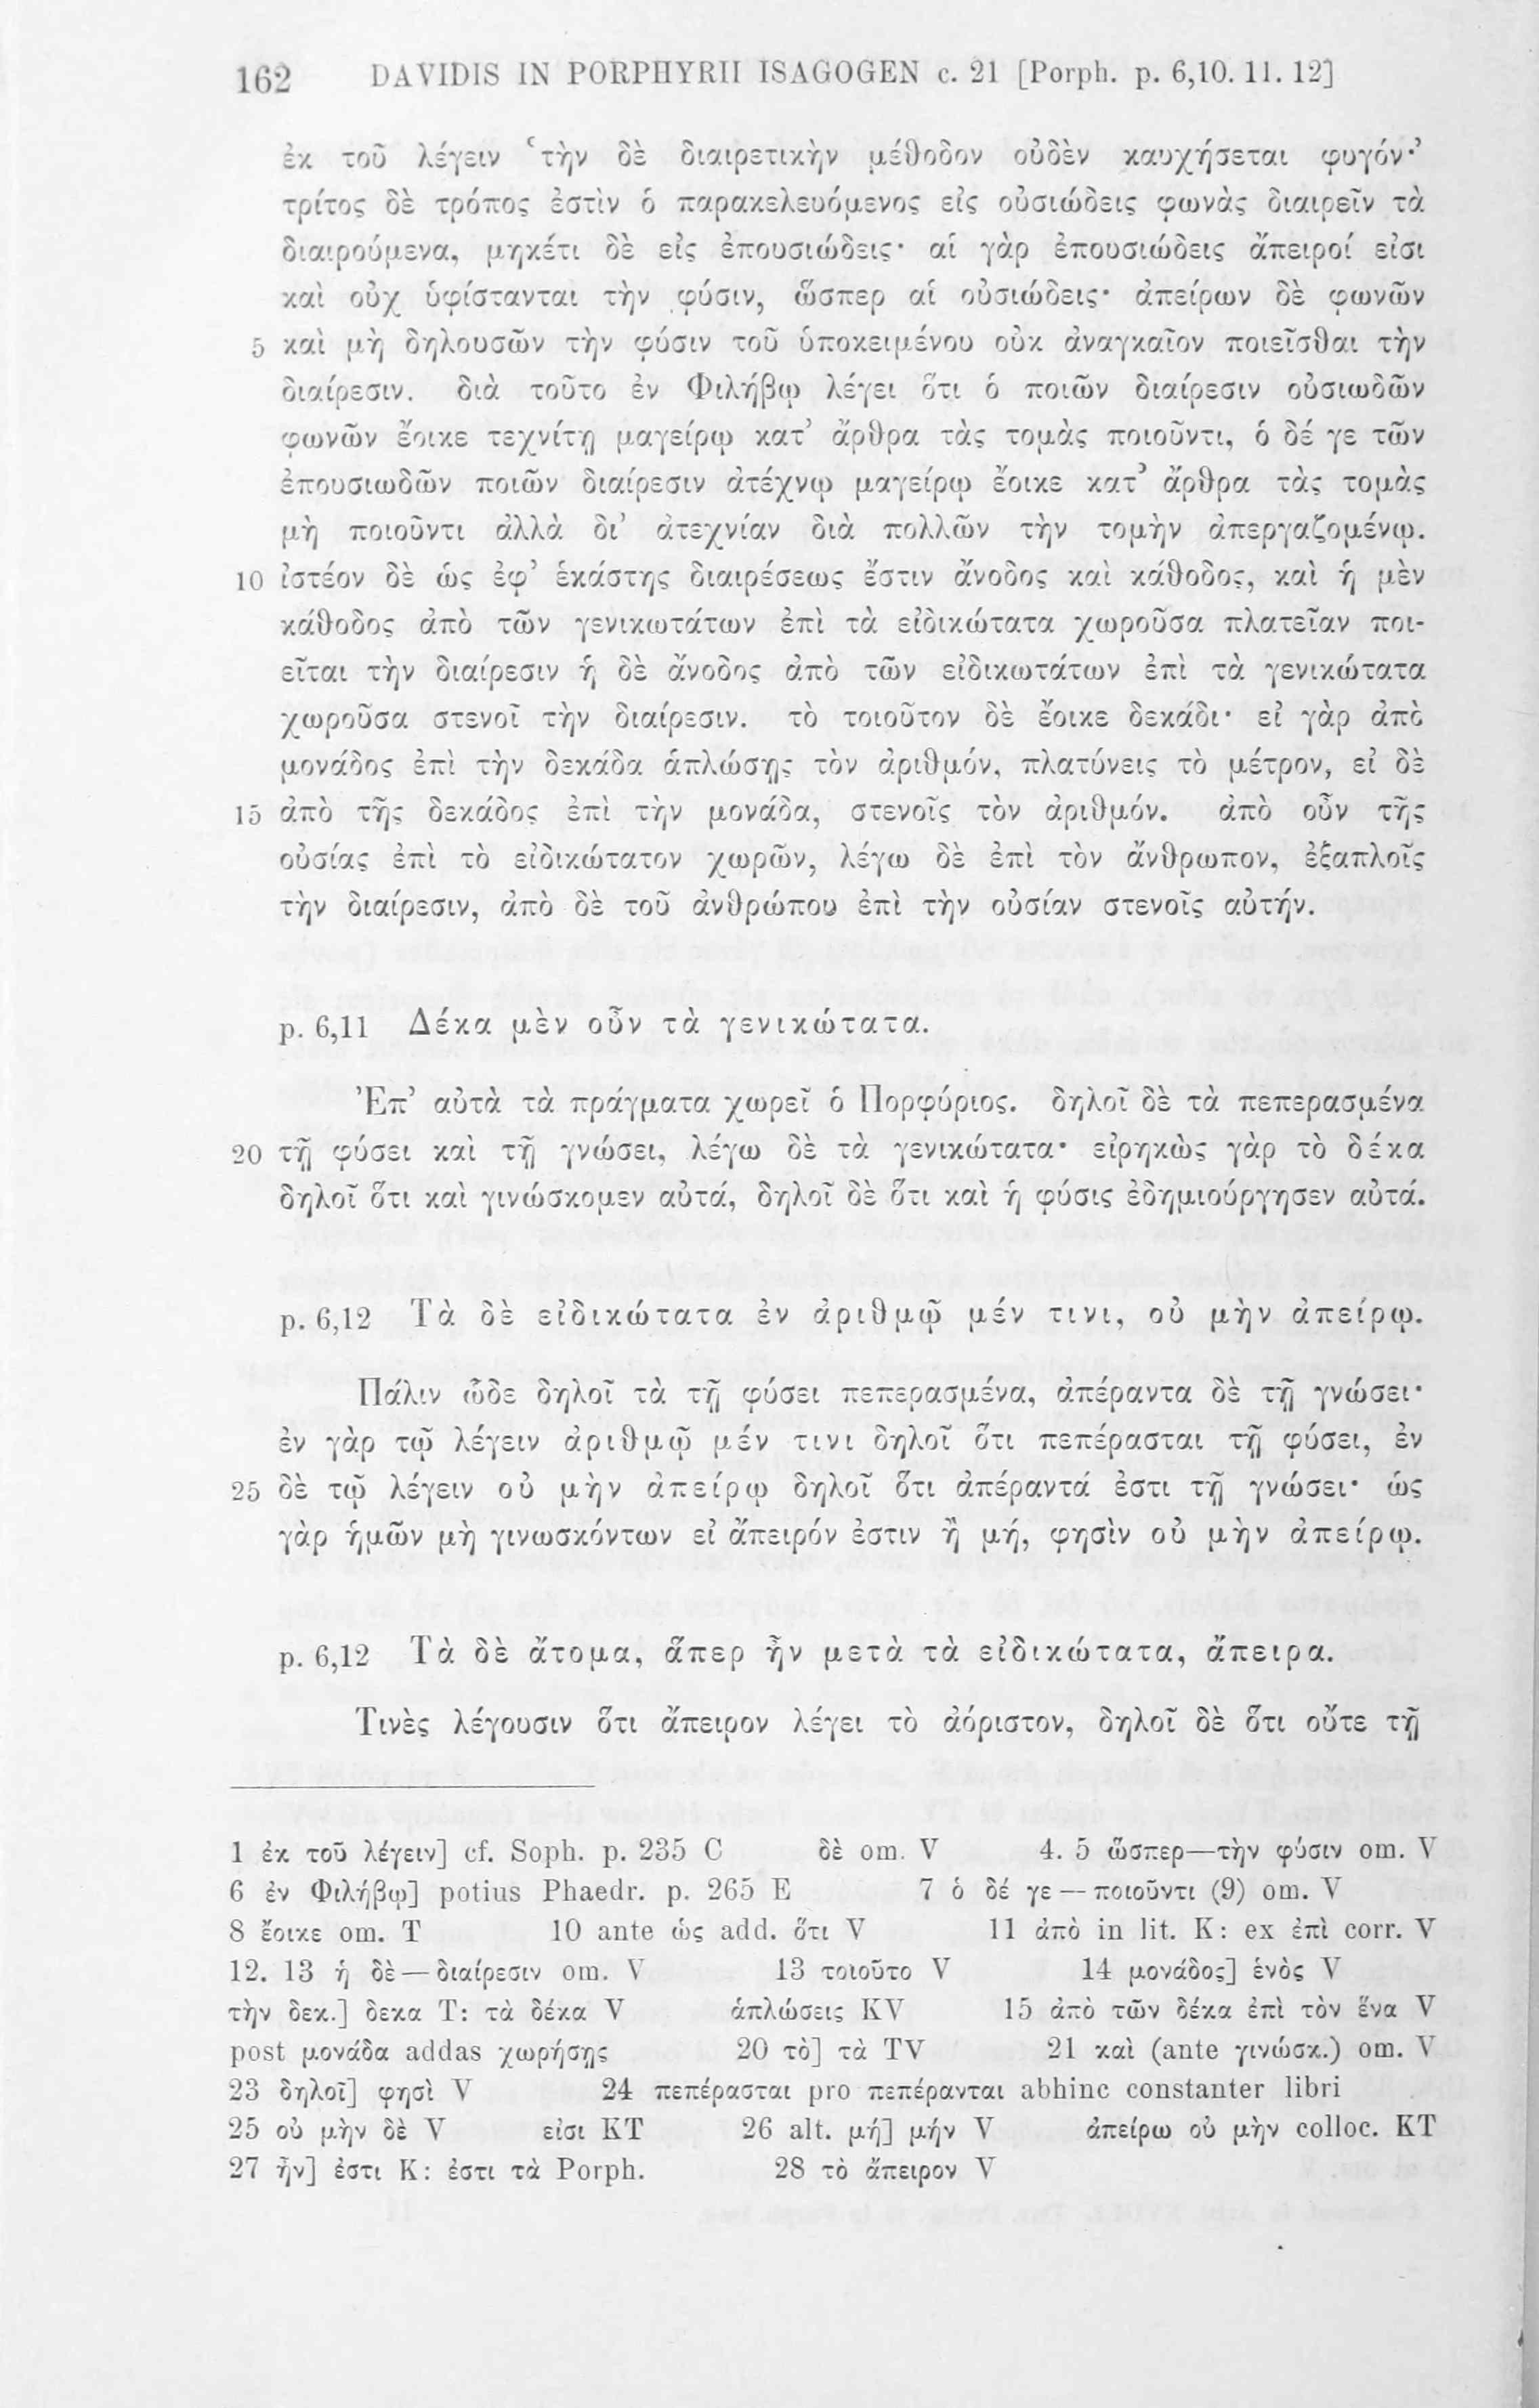 162 DAVIDIS IN PORPHYRII ISAGOGEN c. 21 [Porph. p. 6,10. 11. 12]
ἐκ τοῦ λέγειν ‘τὴν δὲ διαιρετικὴν μέθοδον οὐδὲν καυχήσεται φυγόν·’
τρίτος δὲ τρόπος ἐστὶν ὁ παρακελευόμενος εἰς οὐσιώδεις φωνὰς διαιρεῖν τὰ
διαιρούμενα, μηκέτι δὲ εἰς ἐπουσιώδεις· αἱ γὰρ ἐπουσιώδεις ἄπειροί εἰσι
καὶ οὐχ ὑφίστανται τὴν φύσιν, ὥσπερ αἱ οὐσιώδεις· ἀπείρων δὲ φωνῶν
5 καὶ μὴ δηλουσῶν τὴν φύσιν τοῦ ὑποκειμένου οὐκ ἀναγκαῖον ποιεῖσθαι τὴν
διαίρεσιν. διὰ τοῦτο ἐν Φιλήβῳ λέγει ὅτι ὁ ποιῶν διαίρεσιν οὐσιωδῶν
φωνῶν ἔοικε τεχνίτῃ μαγείρῳ κατ’ ἄρθρα τὰς τομὰς ποιοῦντι, ὁ δέ γε τῶν
ἐπουσιωδῶν ποιῶν διαίρεσιν ἀτέχνῳ μαγείρῳ ἔοικε κατ’ ἄρθρα τὰς τομὰς
μὴ ποιοῦντι ἀλλὰ δι’ ἀτεχνίαν διὰ πολλῶν τὴν τομὴν ἀπεργαζομένῳ.
10 ἰστέον δὲ ὡς ἐφ’ ἑκάστης διαιρέσεως ἔστιν ἄνοδος καὶ κάθοδος, καὶ ἡ μὲν
κάθοδος ἀπὸ τῶν γενικωτάτων ἐπὶ τὰ εἰδικώτατα χωροῦσα πλατεῖαν ποι-
εῖται τὴν διαίρεσιν ἡ δὲ ἄνοδος ἀπὸ τῶν εἰδικωτάτων ἐπὶ τὰ γενικώτατα
χωροῦσα στενοῖ τὴν διαίρεσιν. τὸ τοιοῦτον δὲ ἔοικε δεκάδι· εἰ γὰρ ἀπὸ
μονάδος ἐπὶ τὴν δεκάδα ἁπλώσῃς τὸν ἀριθμόν, πλατύνεις τὸ μέτρον, εἰ δὲ
15 ἀπὸ τῆς δεκάδος ἐπὶ τὴν μονάδα, στενοῖς τὸν ἀριθμόν. ἀπὸ οὖν τῆς
οὐσίας ἐπὶ τὸ εἰδικώτατον χωρῶν, λέγω δὲ ἐπὶ τὸν ἄνθρωπον, ἐξαπλοῖς
τὴν διαίρεσιν, ἀπὸ δὲ τοῦ ἀνθρώπου ἐπὶ τὴν οὐσίαν στενοῖς αὐτήν.
p. 6,11 Δέκα μὲν οὖν τὰ γενικώτατα.
Ἐπ’ αὐτὰ τὰ πράγματα χωρεῖ ὁ Πορφύριος. δηλοῖ δὲ τὰ πεπερασμένα
20 τῇ φύσει καὶ τῇ γνώσει, λέγω δὲ τὰ γενικώτατα· εἰρηκὼς γὰρ τὸ δέκα
δηλοῖ ὅτι καὶ γινώσκομεν αὐτά, δηλοῖ δὲ ὅτι καὶ ἡ φύσις ἐδημιούργησεν αὐτά.
p. 6,12 Τὰ δὲ εἰδικώτατα ἐν ἀριθμῷ μέν τινι, οὐ μὴν ἀπείρῳ.
Πάλιν ὧδε δηλοῖ τὰ τῇ φύσει πεπερασμένα, ἀπέραντα δὲ τῇ γνώσει·
ἐν γὰρ τῷ λέγειν ἀριθμῷ μέν τινι δηλοῖ ὅτι πεπέρασται τῇ φύσει, ἐν
25 δὲ τῷ λέγειν οὐ μὴν ἀπείρῳ δηλοῖ ὅτι ἀπέραντά ἐστι τῇ γνώσει· ὡς
γὰρ ἡμῶν μὴ γινωσκόντων εἰ ἄπειρόν ἐστιν ἢ μή, φησὶν οὐ μὴν ἀπείρῳ.
p. 6,12 Τὰ δὲ ἄτομα, ἅπερ ἦν μετὰ τὰ εἰδικώτατα, ἄπειρα.
Τινὲς λέγουσιν ὅτι ἄπειρον λέγει τὸ ἀόριστον, δηλοῖ δὲ ὅτι οὔτε τῇ
1 ἐκ τοῦ λέγειν] cf. Soph. p. 235 C δὲ om. V 4. 5 ὥσπερ—τὴν φύσιν om. V
6 ἐν Φιλήβῳ] potius Phaedr. p. 265 E 7 ὁ δέ γε — ποιοῦντι (9) om. V
8 ἔοικε om. T 10 ante ὡς add. ὅτι V 11 ἀπὸ in lit. K: ex ἐπὶ corr. V
12. 13 ἡ δὲ — διαίρεσιν om. V 13 τοιοῦτο V 14 μονάδος] ἑνὸς V
τὴν δεκ.] δεκα T: τὰ δέκα V ἁπλώσεις KV 15 ἀπὸ τῶν δέκα ἐπὶ τὸν ἕνα V
post μονάδα addas χωρήσῃς 20 τὸ] τὰ TV 21 καὶ (ante γινώσκ.) om. V
23 δηλοῖ] φησὶ V 24 πεπέρασται pro πεπέρανται abhinc constanter libri
25 οὐ μὴν δὲ V εἰσι KT 26 alt. μή] μήν V ἀπείρω οὐ μὴν colloc. KT
27 ἦν] ἐστι K: ἐστι τὰ Porph. 28 τὸ ἄπειρον V